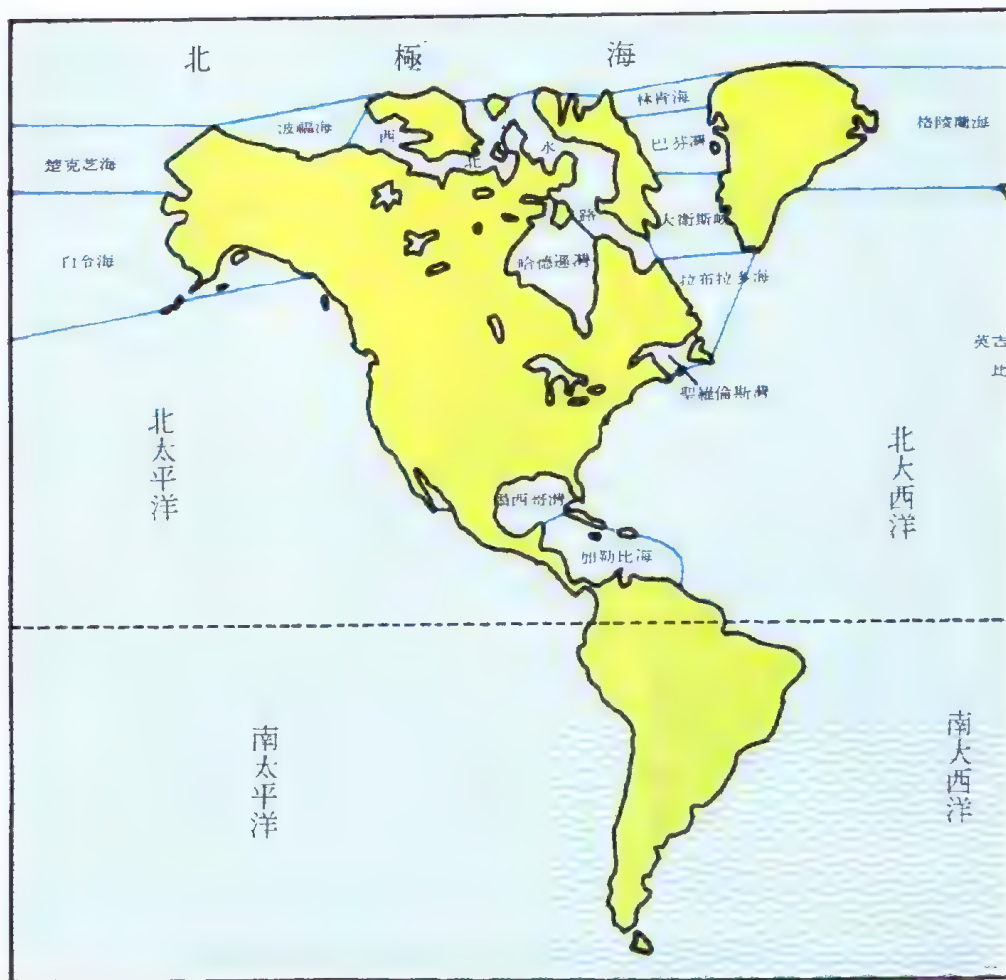 北極海
林肯海
波福海
西北水路
巴芬灣
格陵蘭海
楚克芝海
大衛斯峽
白令海
哈德遜灣
拉布拉多海
英吉
比
聖羅倫斯灣
北太平洋
北大西洋
墨西哥灣
加勒比海
南太平洋
南大西洋